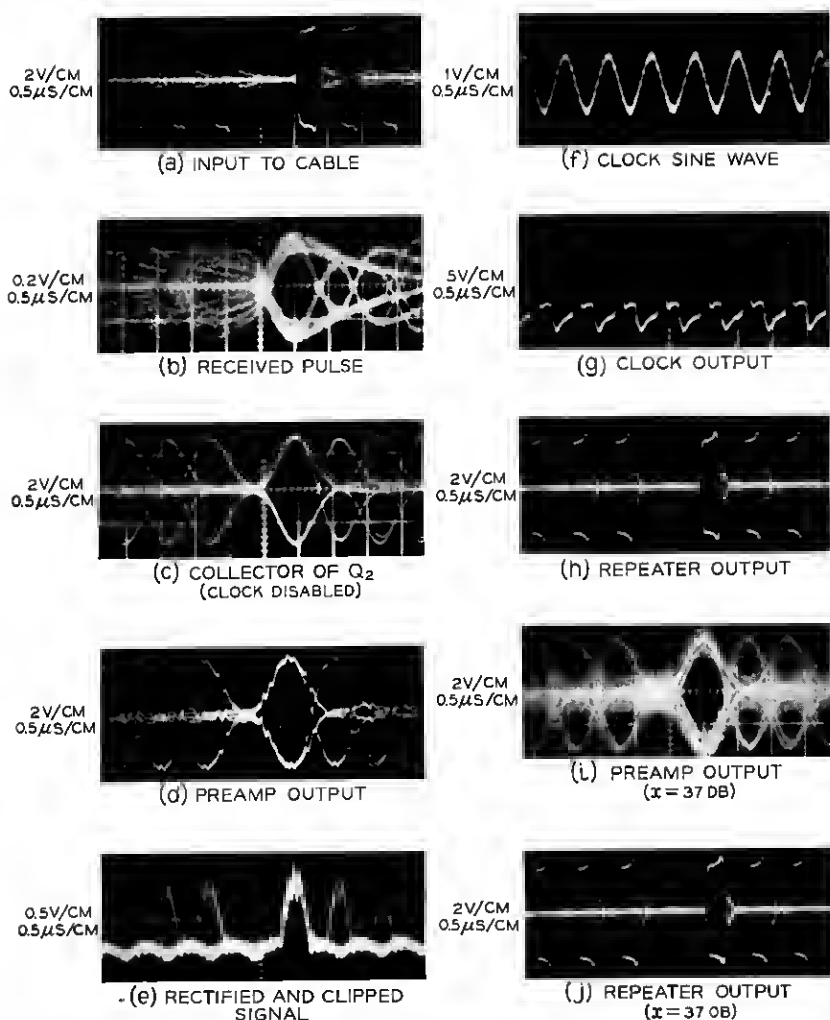 2V/CM
0.5μS/CM
(a) INPUT TO CABLE
0.2V/CM
0.5μS/CM
(b) RECEIVED PULSE
2V/CM
0.5μS/CM
(c) COLLECTOR OF Q2
(CLOCK DISABLED)
2V/CM
0.5μS/CM
(d) PREAMP OUTPUT
0.5V/CM
0.5μS/CM
(e) RECTIFIED AND CLIPPED
SIGNAL
1V/CM
0.5μS/CM
(f) CLOCK SINE WAVE
5V/CM
0.5μS/CM
(g) CLOCK OUTPUT
2V/CM
0.5μS/CM
(h) REPEATER OUTPUT
2V/CM
0.5μS/CM
(i) PREAMP OUTPUT
(x = 37 DB)
2V/CM
0.5μS/CM
(j) REPEATER OUTPUT
(x = 37 DB)